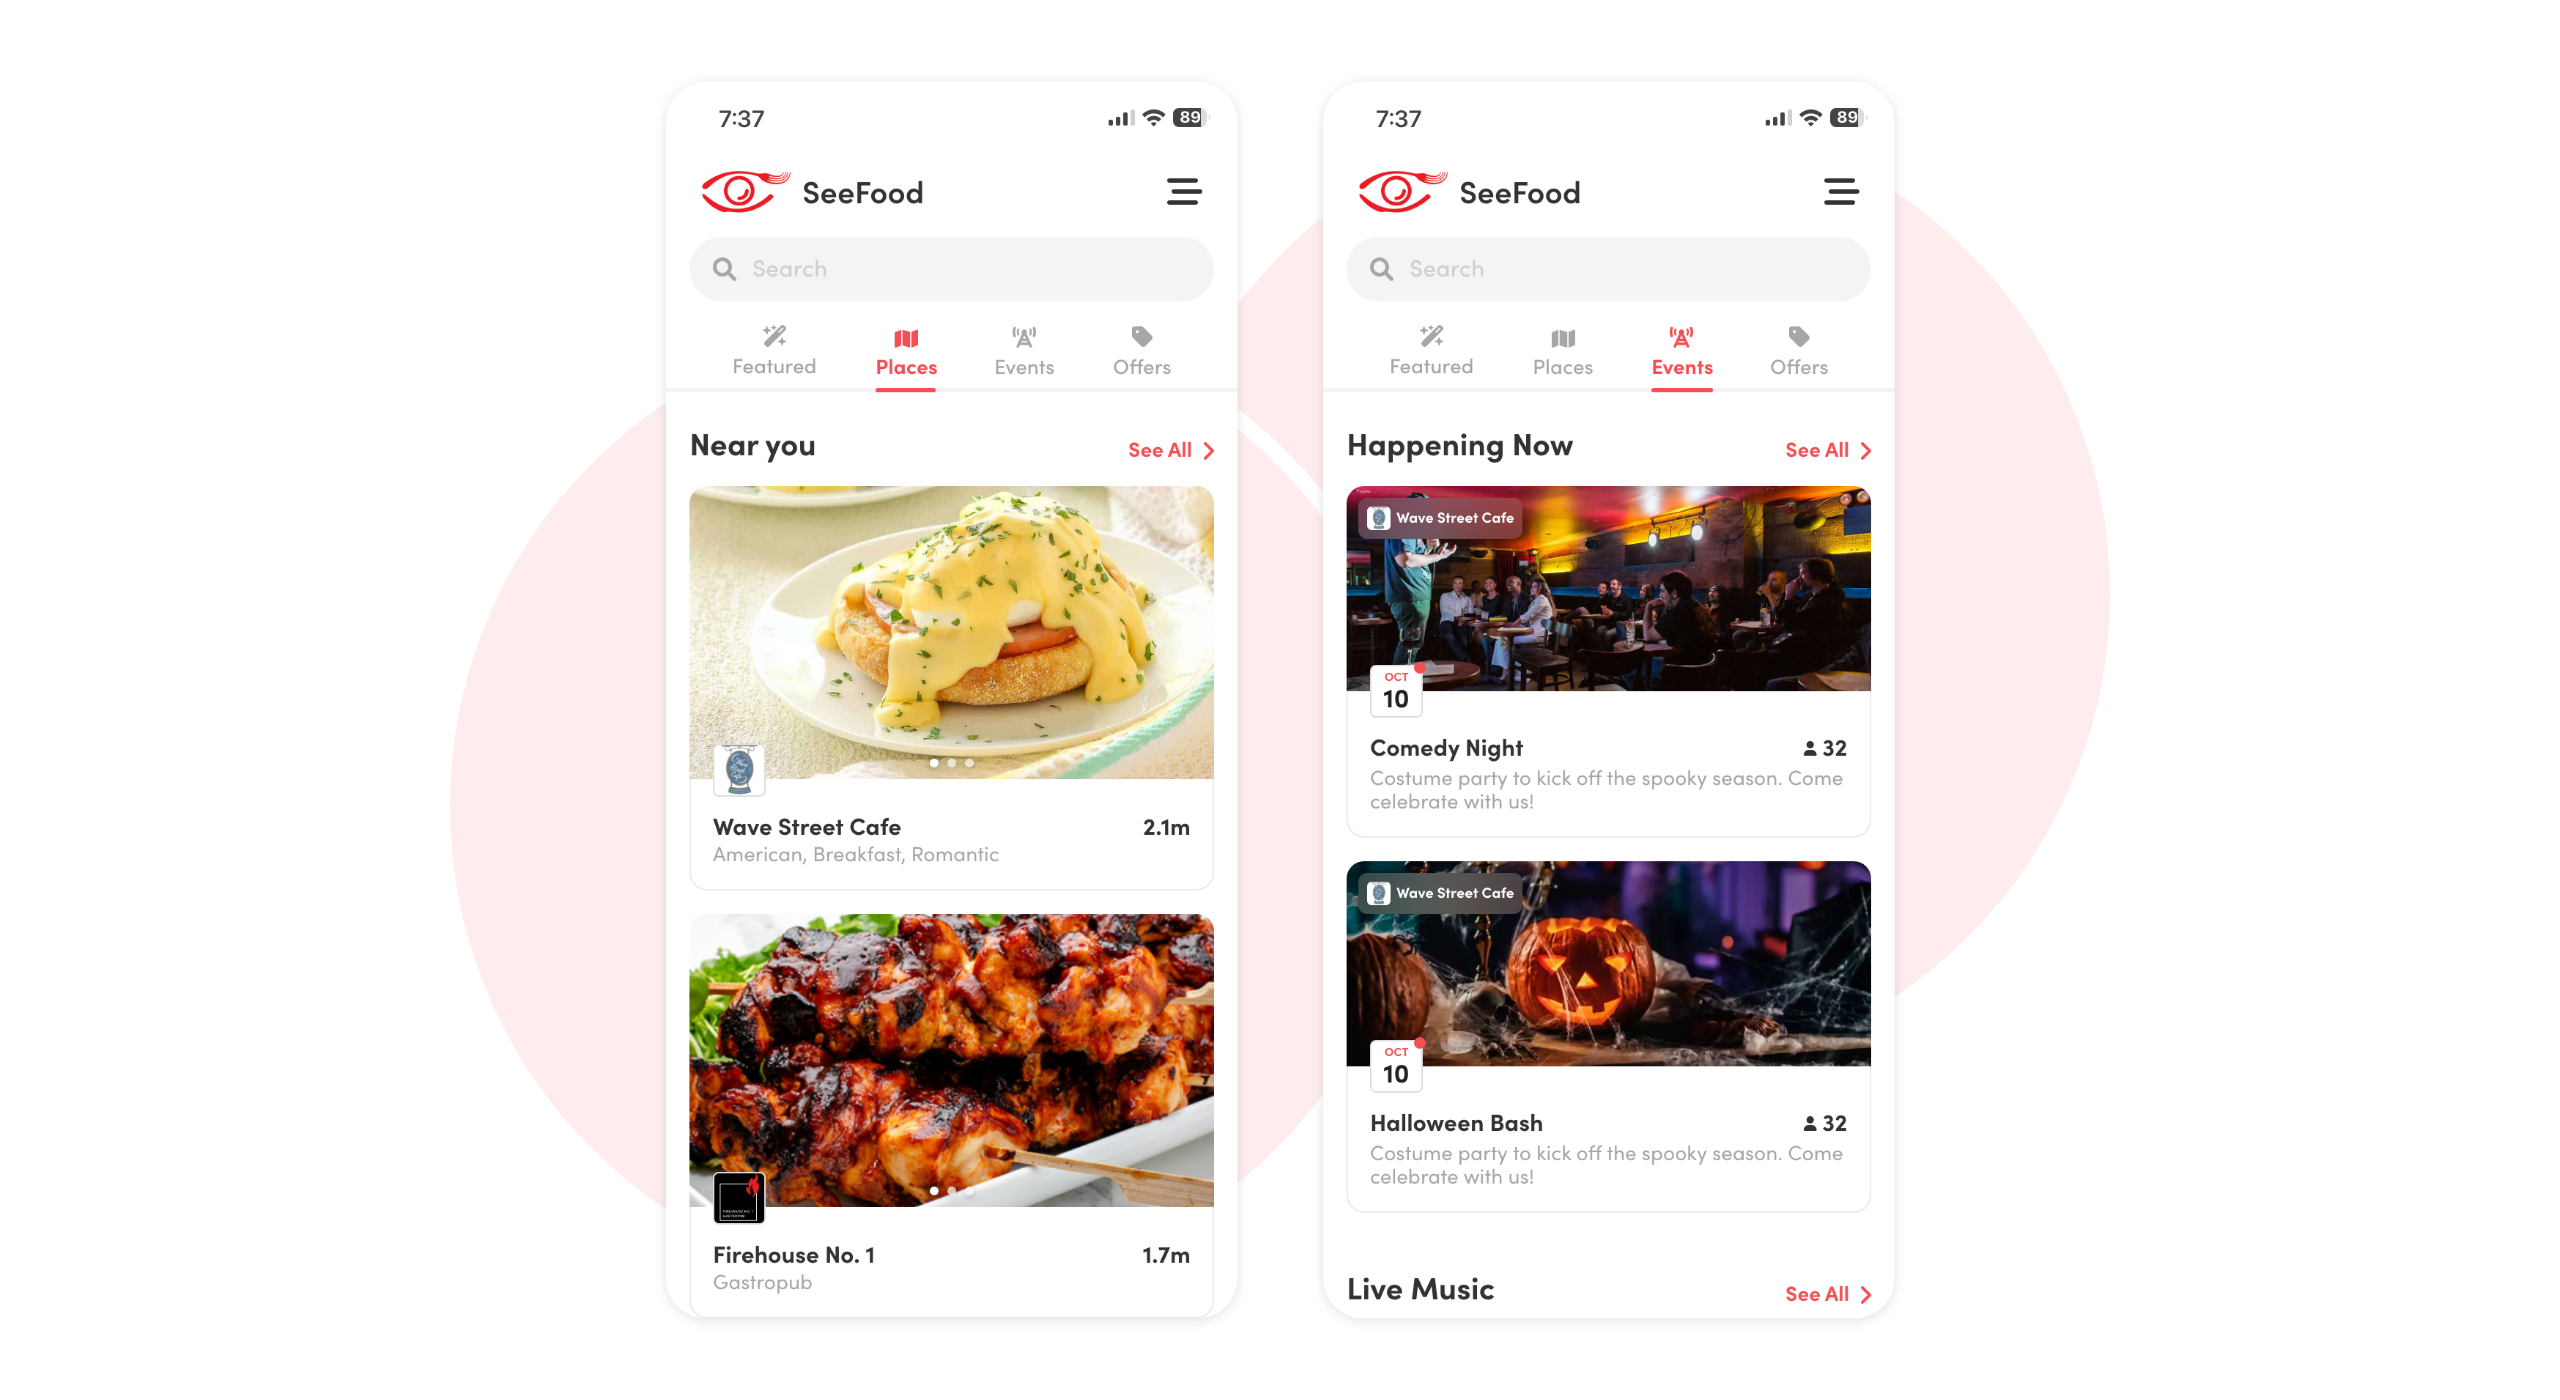 7:37
89
SeeFood
Search
Featured
Places
Events
Offers
Near you
See All
Wave Street Cafe
2.1m
American, Breakfast, Romantic
FIREHOUSE NO. 1
GASTROPUB
Firehouse No. 1
1.7m
Gastropub
7:37
89
SeeFood
Search
Featured
Places
Events
Offers
Happening Now
See All
Wave Street Cafe
OCT
10
Comedy Night
32
Costume party to kick off the spooky season. Come
celebrate with us!
Wave Street Cafe
OCT
10
Halloween Bash
32
Costume party to kick off the spooky season. Come
celebrate with us!
Live Music
See All